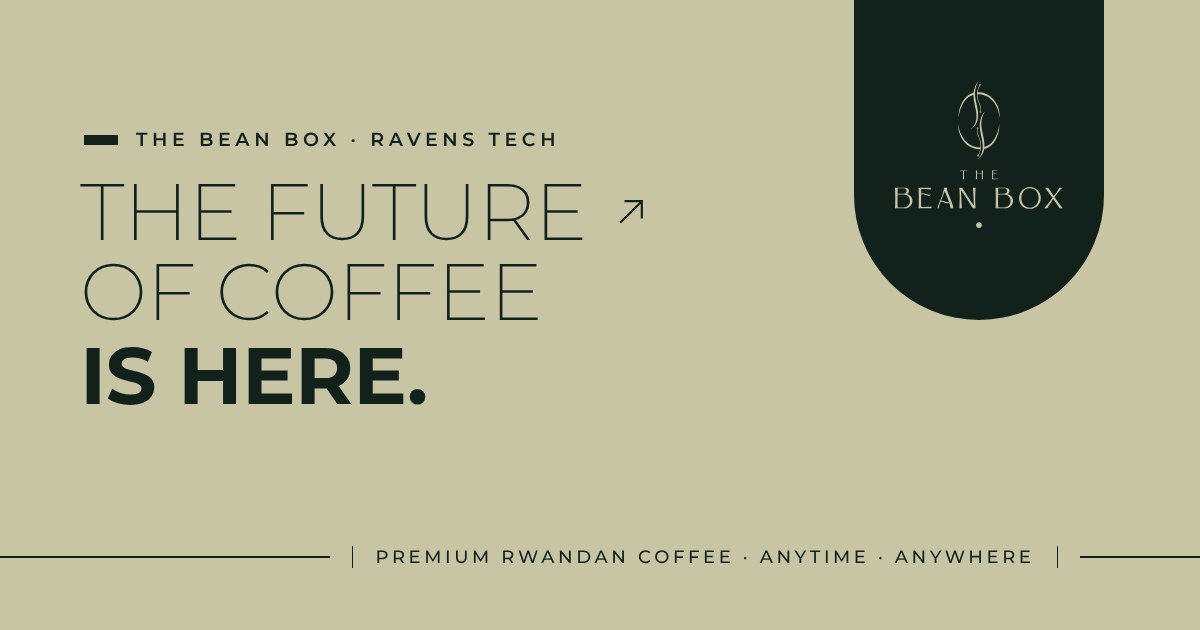 THE BEAN BOX · RAVENS TECH
THE FUTURE ↗
OF COFFEE
IS HERE.
THE
BEAN BOX
PREMIUM RWANDAN COFFEE · ANYTIME · ANYWHERE